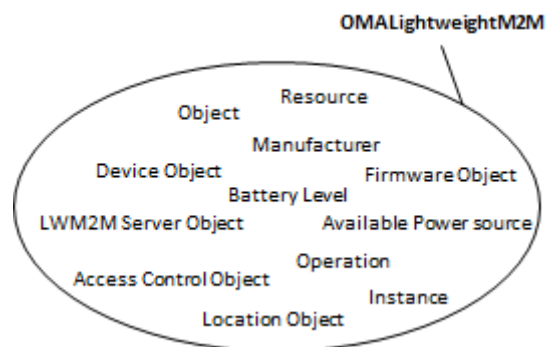 OMALightweightM2M
Resource
Object
Manufacturer
Device Object
Firmware Object
Battery Level
LWM2M Server Object
Available Power source
Operation
Access Control Object
Instance
Location Object